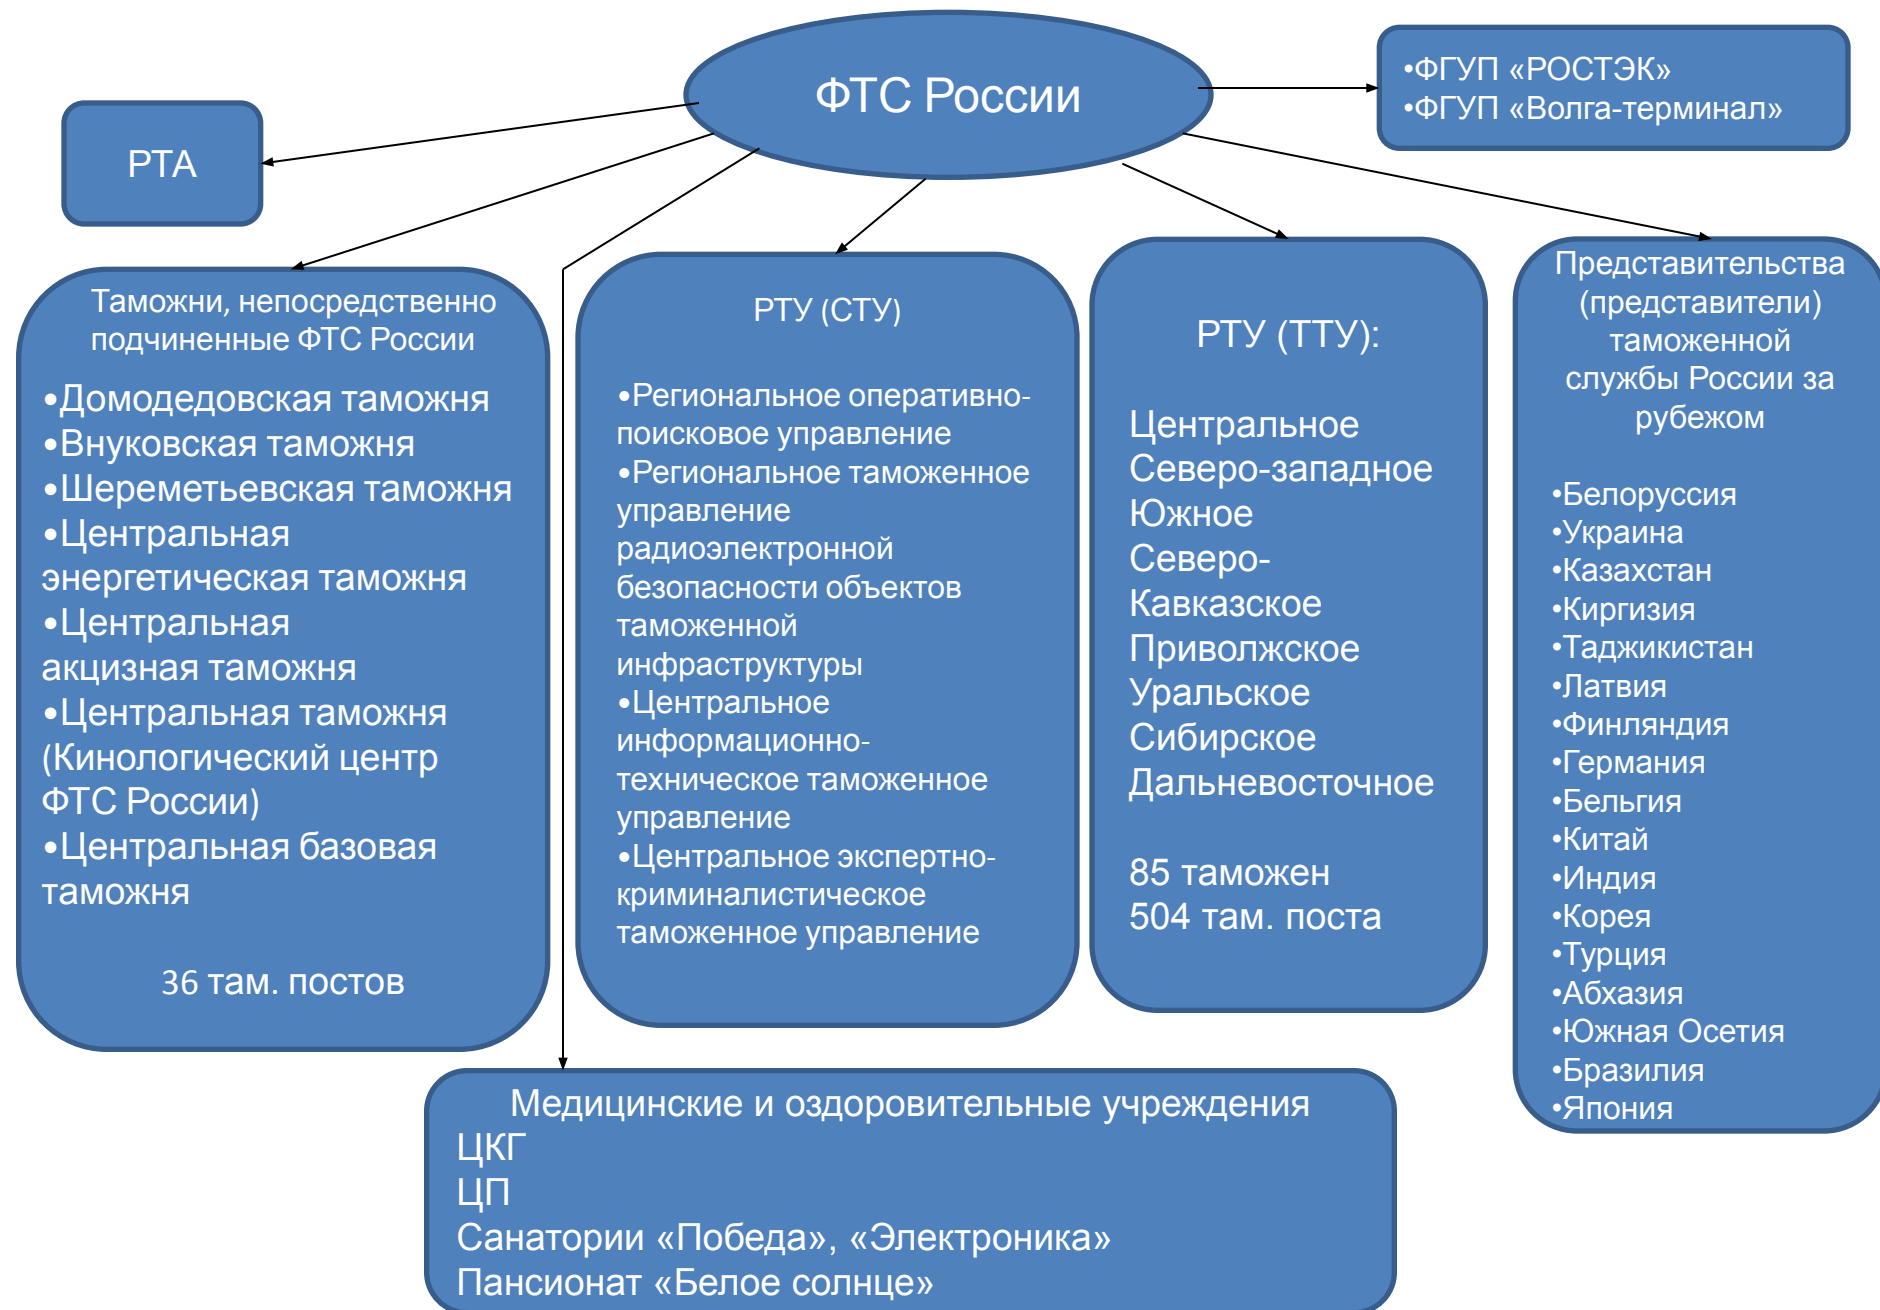 ФТС России
•ФГУП «РОСТЭК»
•ФГУП «Волга-терминал»
РТА
Таможни, непосредственно
подчиненные ФТС России
•Домодедовская таможня
•Внуковская таможня
•Шереметьевская таможня
•Центральная
энергетическая таможня
•Центральная
акцизная таможня
•Центральная таможня
(Кинологический центр
ФТС России)
•Центральная базовая
таможня
36 там. постов
РТУ (СТУ)
•Региональное оперативно-
поисковое управление
•Региональное таможенное
управление
радиоэлектронной
безопасности объектов
таможенной
инфраструктуры
•Центральное
информационно-
техническое таможенное
управление
•Центральное экспертно-
криминалистическое
таможенное управление
РТУ (ТТУ):
Центральное
Северо-западное
Южное
Северо-
Кавказское
Приволжское
Уральское
Сибирское
Дальневосточное
85 таможен
504 там. поста
Представительства
(представители)
таможенной
службы России за
рубежом
•Белоруссия
•Украина
•Казахстан
•Киргизия
•Таджикистан
•Латвия
•Финляндия
•Германия
•Бельгия
•Китай
•Индия
•Корея
•Турция
•Абхазия
•Южная Осетия
•Бразилия
•Япония
Медицинские и оздоровительные учреждения
ЦКГ
ЦП
Санатории «Победа», «Электроника»
Пансионат «Белое солнце»